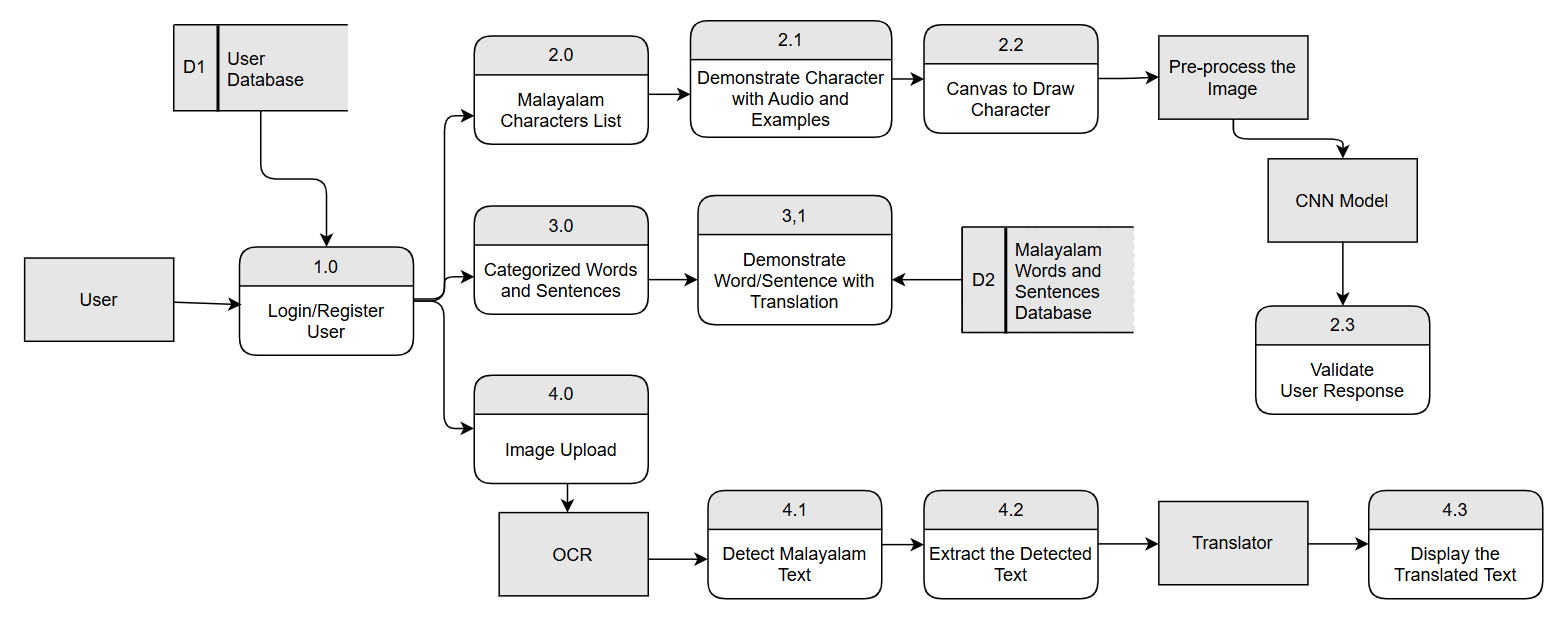 D1
User
Database
2.0
Malayalam
Characters List
2.1
Demonstrate Character
with Audio and
Examples
2.2
Canvas to Draw
Character
Pre-process the
Image
CNN Model
2.3
Validate
User Response
User
1.0
Login/Register
User
3.0
Categorized Words
and Sentences
3,1
Demonstrate
Word/Sentence with
Translation
D2
Malayalam
Words and
Sentences
Database
4.0
Image Upload
OCR
4.1
Detect Malayalam
Text
4.2
Extract the Detected
Text
Translator
4.3
Display the
Translated Text